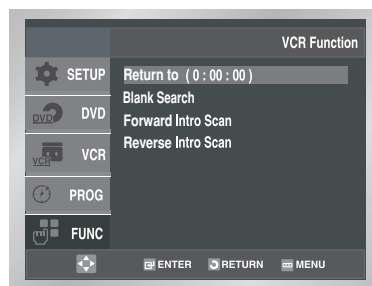 VCR Function
SETUP
Return to ( 0 : 00 : 00 )
Blank Search
DVD DVD
Forward Intro Scan
Reverse Intro Scan
VCR VCR
PROG
FUNC
ENTER RETURN MENU